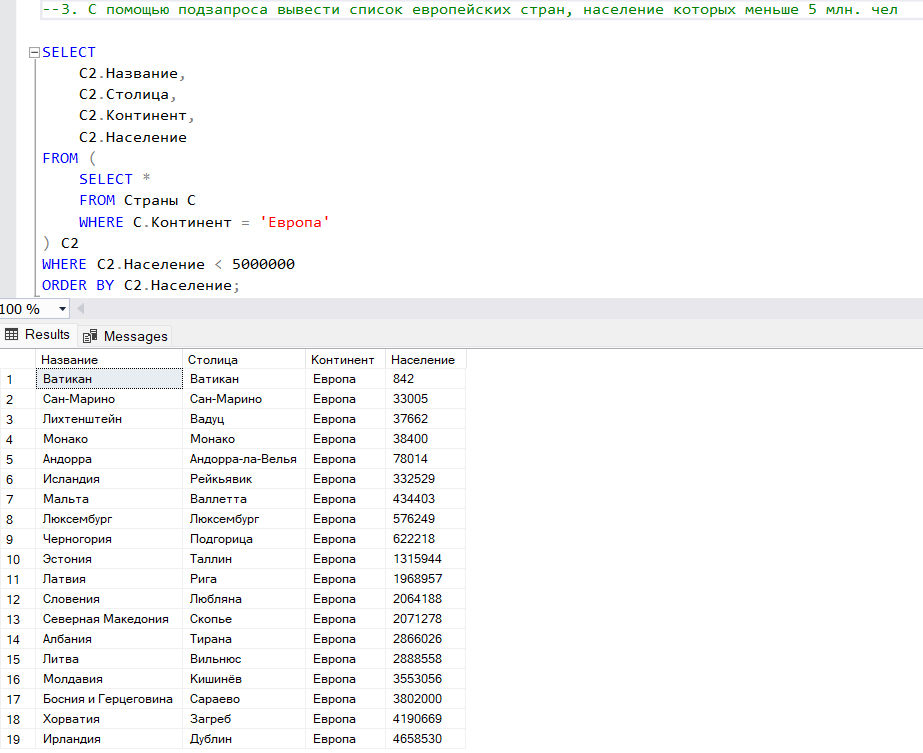 --3. С помощью подзапроса вывести список европейских стран, население которых меньше 5 млн. чел
SELECT
C2.Название,
C2.Столица,
C2.Континент,
C2.Население
FROM (
SELECT *
FROM Страны C
WHERE C.Континент = 'Европа'
) C2
WHERE C2.Население < 5000000
ORDER BY C2.Население;
100 %
Results Messages
Название Столица Континент Население
1 Ватикан Ватикан Европа 842
2 Сан-Марино Сан-Марино Европа 33005
3 Лихтенштейн Вадуц Европа 37662
4 Монако Монако Европа 38400
5 Андорра Андорра-ла-Велья Европа 78014
6 Исландия Рейкьявик Европа 332529
7 Мальта Валлетта Европа 434403
8 Люксембург Люксембург Европа 576249
9 Черногория Подгорица Европа 622218
10 Эстония Таллин Европа 1315944
11 Латвия Рига Европа 1968957
12 Словения Любляна Европа 2064188
13 Северная Македония Скопье Европа 2071278
14 Албания Тирана Европа 2866026
15 Литва Вильнюс Европа 2888558
16 Молдавия Кишинёв Европа 3553056
17 Босния и Герцеговина Сараево Европа 3802000
18 Хорватия Загреб Европа 4190669
19 Ирландия Дублин Европа 4658530